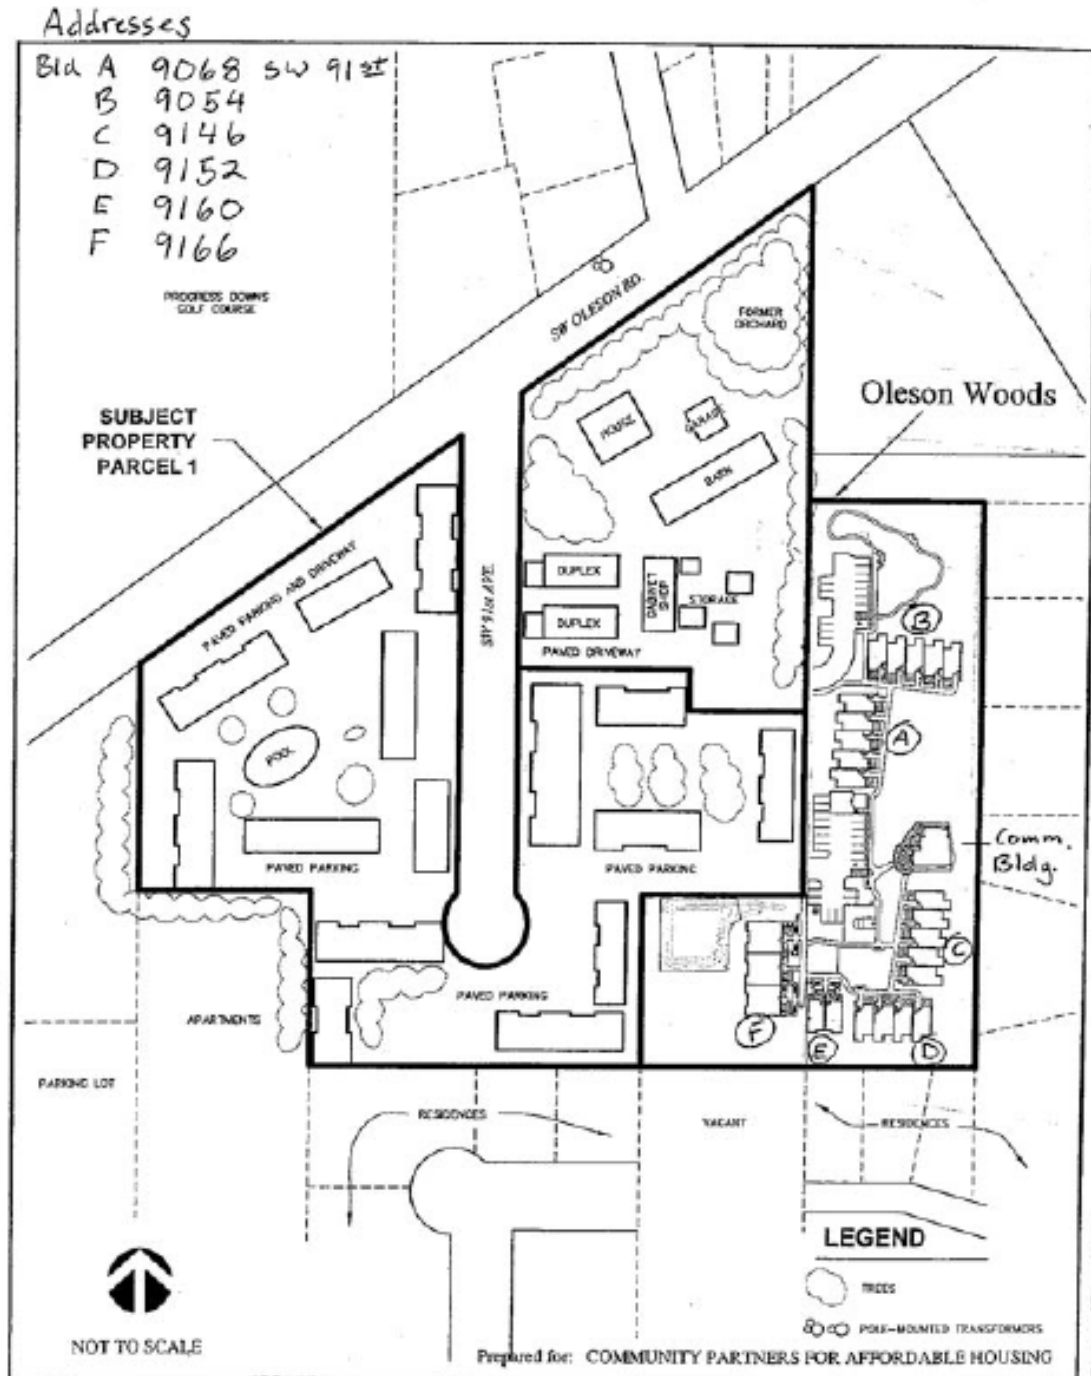 Addresses
Bld A 9068 SW 91st
B 9054
C 9146
D 9152
E 9160
F 9166
PROGRESS DOWNS
GOLF COURSE
SW OLESON RD.
FORMER
ORCHARD
Oleson Woods
SUBJECT
PROPERTY
PARCEL 1
HOUSE
GARAGE
BARN
PAVED PARKING AND DRIVEWAY
SW 91st AVE.
DUPLEX
CABINET
SHOP
STORAGE
DUPLEX
PAVED DRIVEWAY
B
A
POOL
Comm.
Bldg.
PAVED PARKING
PAVED PARKING
C
PAVED PARKING
APARTMENTS
F
E
D
PARKING LOT
RESIDENCES
VACANT
RESIDENCES
LEGEND
TREES
POLE-MOUNTED TRANSFORMERS
NOT TO SCALE
Prepared for: COMMUNITY PARTNERS FOR AFFORDABLE HOUSING